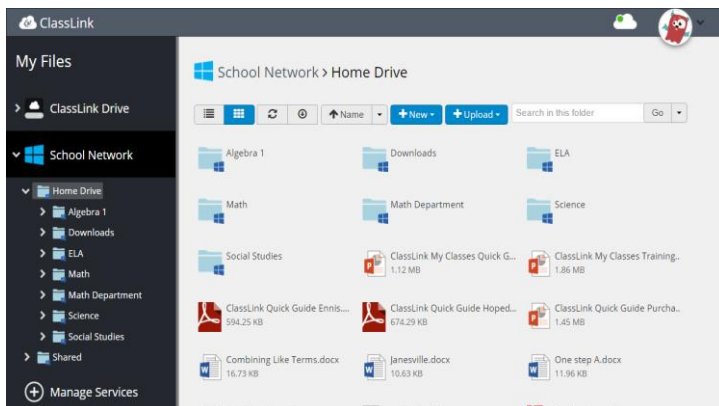 ClassLink
My Files
ClassLink Drive
School Network
Home Drive
Algebra 1
Downloads
ELA
Math
Math Department
Science
Social Studies
Shared
Manage Services
School Network > Home Drive
Name
+New
+Upload
Search in this folder
Go
Algebra 1
Downloads
ELA
Math
Math Department
Science
Social Studies
ClassLink My Classes Quick G...
1.12 MB
ClassLink My Classes Training..
1.86 MB
ClassLink Quick Guide Ennis....
594.25 KB
ClassLink Quick Guide Hoped...
674.29 KB
ClassLink Quick Guide Purcha..
1.45 MB
Combining Like Terms.docx
16.73 KB
Janesville.docx
10.63 KB
One step A.docx
11.96 KB